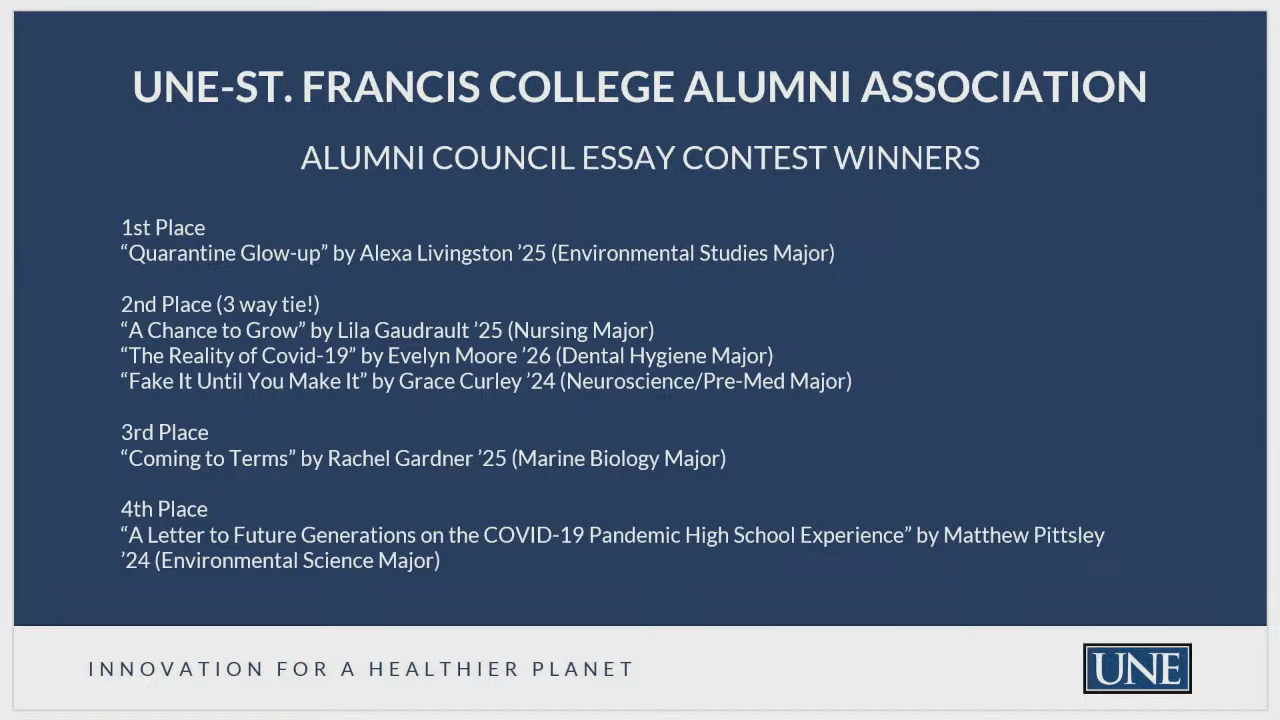 UNE-ST. FRANCIS COLLEGE ALUMNI ASSOCIATION
ALUMNI COUNCIL ESSAY CONTEST WINNERS
1st Place
“Quarantine Glow-up” by Alexa Livingston ’25 (Environmental Studies Major)
2nd Place (3 way tie!)
“A Chance to Grow” by Lila Gaudrault ’25 (Nursing Major)
“The Reality of Covid-19” by Evelyn Moore ’26 (Dental Hygiene Major)
“Fake It Until You Make It” by Grace Curley ’24 (Neuroscience/Pre-Med Major)
3rd Place
“Coming to Terms” by Rachel Gardner ’25 (Marine Biology Major)
4th Place
“A Letter to Future Generations on the COVID-19 Pandemic High School Experience” by Matthew Pittsley
’24 (Environmental Science Major)
INNOVATION FOR A HEALTHIER PLANET
UNE